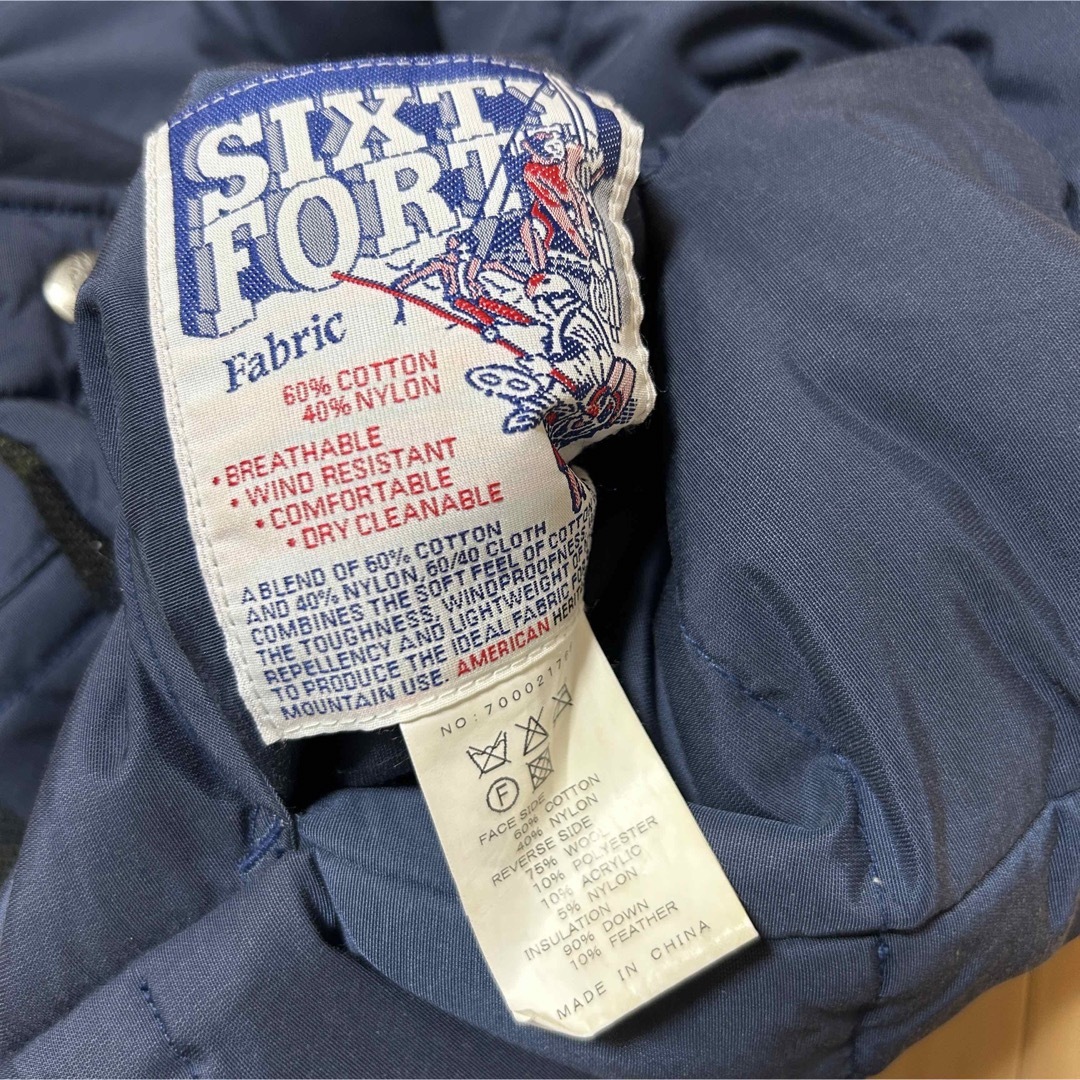 SIXTY
FORTY
Fabric
60% COTTON
40% NYLON
• BREATHABLE
• WIND RESISTANT
• COMFORTABLE
• DRY CLEANABLE
A BLEND OF 60% COTTON
AND 40% NYLON, 60/40 CLOTH
COMBINES THE SOFT FEEL OF COTTON
THE TOUGHNESS, WINDPROOFNESS
REPELLENCY AND LIGHTWEIGHT OF
TO PRODUCE THE IDEAL FABRIC
MOUNTAIN USE. AMERICAN
NO: 70002176
F
FACE SIDE
60% COTTON
40% NYLON
REVERSE SIDE
75% WOOL
10% POLYESTER
10% ACRYLIC
5% NYLON
INSULATION
90% DOWN
10% FEATHER
MADE IN CHINA